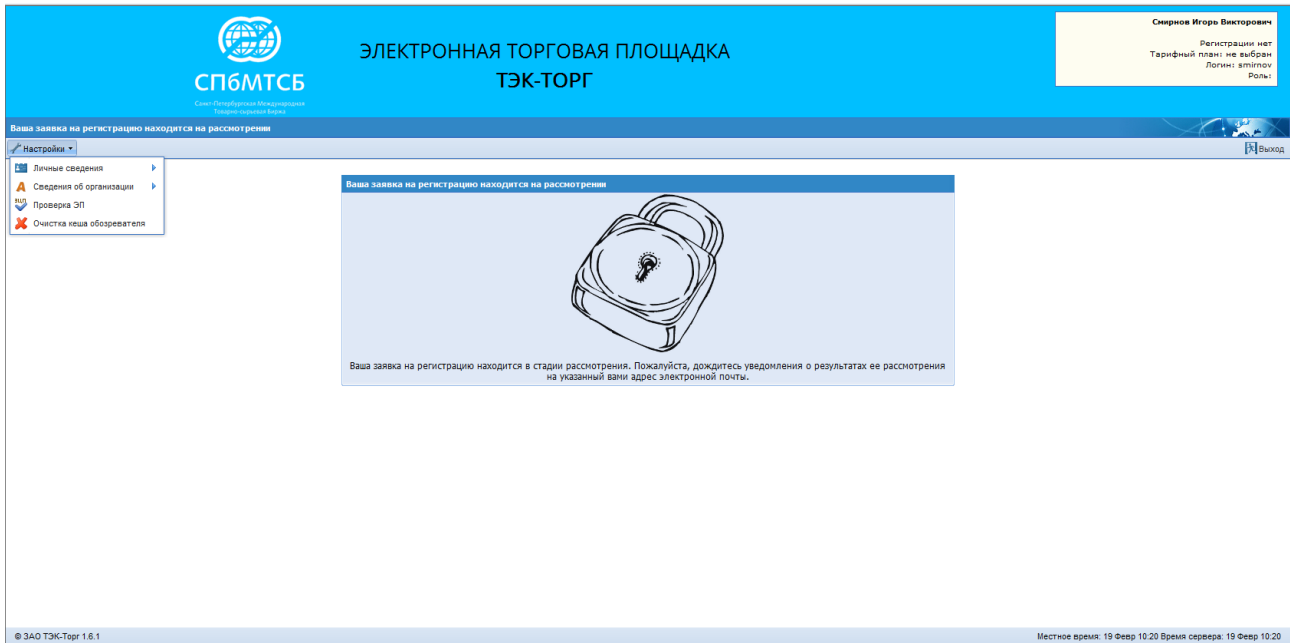 СПбМТСБ
Санкт-Петербургская Международная
Товарно-сырьевая Биржа
ЭЛЕКТРОННАЯ ТОРГОВАЯ ПЛОЩАДКА
ТЭК-ТОРГ
Смирнов Игорь Викторович
Регистрации нет
Тарифный план: не выбран
Логин: smirnov
Роль:
Ваша заявка на регистрацию находится на рассмотрении
Настройки
Выход
Личные сведения
Сведения об организации
Проверка ЭП
Очистка кеша обозревателя
Ваша заявка на регистрацию находится на рассмотрении
Ваша заявка на регистрацию находится в стадии рассмотрения. Пожалуйста, дождитесь уведомления о результатах ее рассмотрения
на указанный вами адрес электронной почты.
© ЗАО ТЭК-Торг 1.6.1
Местное время: 19 Февр 10:20 Время сервера: 19 Февр 10:20